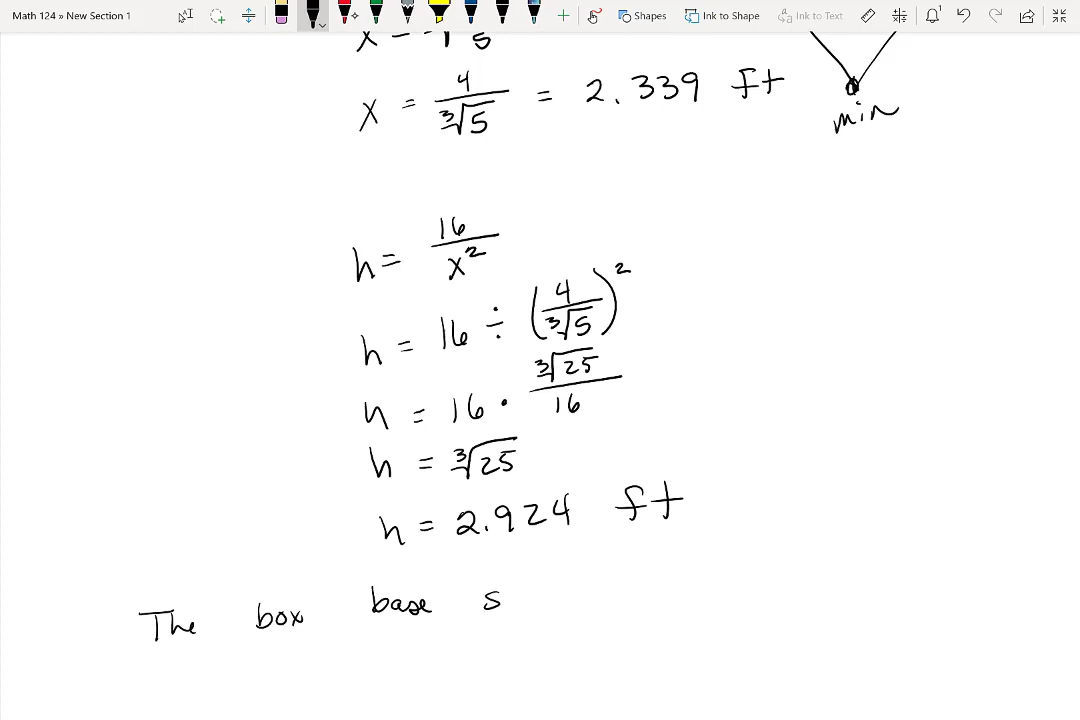 Math 124 » New Section 1 Shapes Ink to Shape Ink to Text
x = 4/∛5 = 2.339 ft
min
h = 16/x²
h = 16 ÷ (4/∛5)²
h = 16 · ∛25/16
h = ∛25
h = 2.924 ft
The box base s